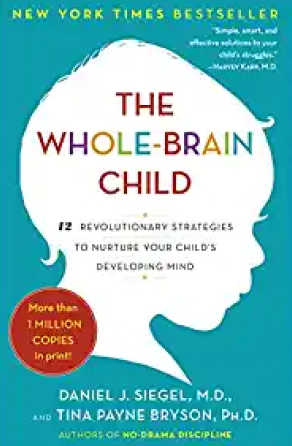 NEW YORK TIMES BESTSELLER
"Simple, smart, and
effective solutions to your
child's struggles."
—HARVEY KARP, M.D.
THE
WHOLE-BRAIN
CHILD
12 REVOLUTIONARY STRATEGIES
TO NURTURE YOUR CHILD'S
DEVELOPING MIND
More than
1 MILLION
COPIES
in print!
DANIEL J. SIEGEL, M.D.,
AND TINA PAYNE BRYSON, PH.D.
AUTHORS OF NO-DRAMA DISCIPLINE